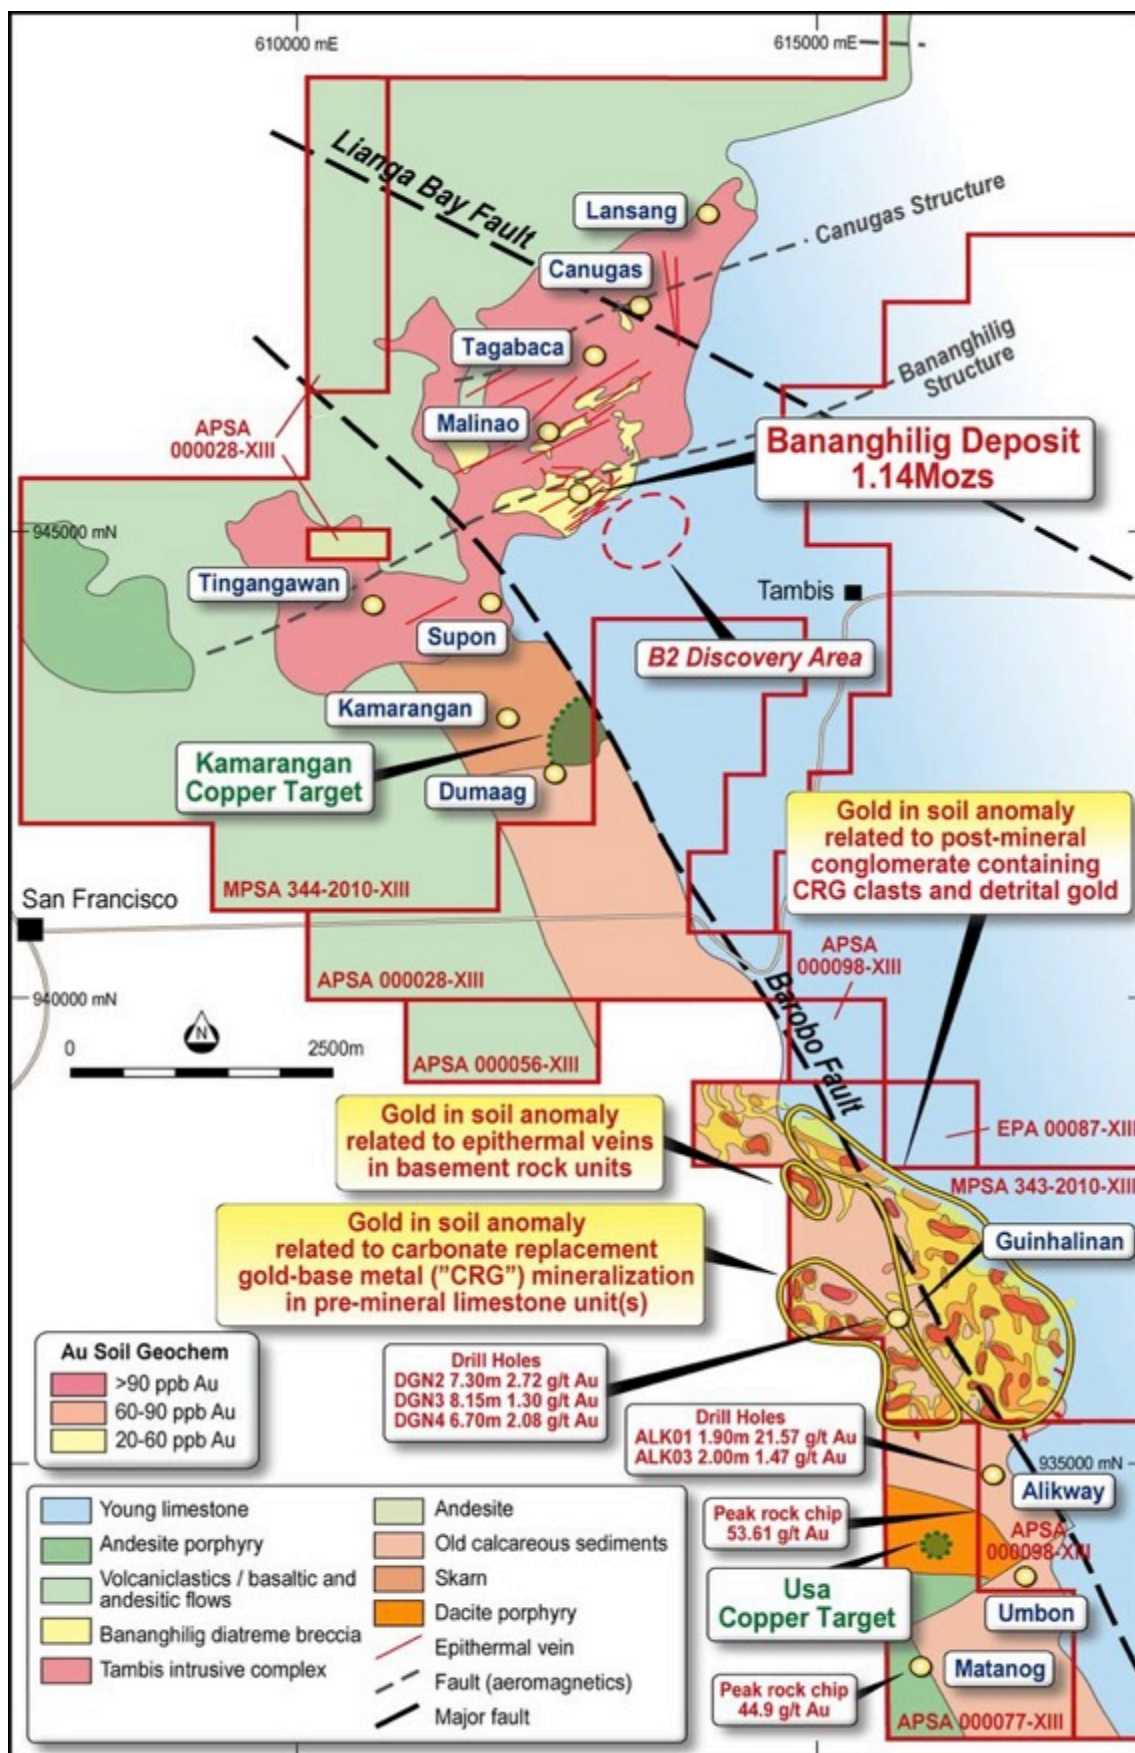 610000 mE
615000 mE
Lianga Bay Fault
Lansang
Canugas Structure
Canugas
Tagabaca
Bananghilig
Structure
APSA
000028-XIII
Malinao
Bananghilig Deposit
1.14Mozs
945000 mN
Tingangawan
Tambis
Supon
B2 Discovery Area
Kamarangan
Kamarangan
Copper Target
Dumaag
Gold in soil anomaly
related to post-mineral
conglomerate containing
CRG clasts and detrital gold
MPSA 344-2010-XIII
San Francisco
APSA
000098-XIII
APSA 000028-XIII
940000 mN
Barobo Fault
N
0 2500m
APSA 000056-XIII
Gold in soil anomaly
related to epithermal veins
in basement rock units
EPA 00087-XIII
MPSA 343-2010-XIII
Gold in soil anomaly
related to carbonate replacement
gold-base metal ("CRG") mineralization
in pre-mineral limestone unit(s)
Guinhalinan
Au Soil Geochem
>90 ppb Au
60-90 ppb Au
20-60 ppb Au
Drill Holes
DGN2 7.30m 2.72 g/t Au
DGN3 8.15m 1.30 g/t Au
DGN4 6.70m 2.08 g/t Au
Drill Holes
ALK01 1.90m 21.57 g/t Au
ALK03 2.00m 1.47 g/t Au
935000 mN
Alikway
Peak rock chip
53.61 g/t Au
APSA
000098-XIII
Usa
Copper Target
Umbon
Matanog
Peak rock chip
44.9 g/t Au
APSA 000077-XIII
Young limestone
Andesite porphyry
Volcaniclastics / basaltic and
andesitic flows
Bananghilig diatreme breccia
Tambis intrusive complex
Andesite
Old calcareous sediments
Skarn
Dacite porphyry
Epithermal vein
Fault (aeromagnetics)
Major fault